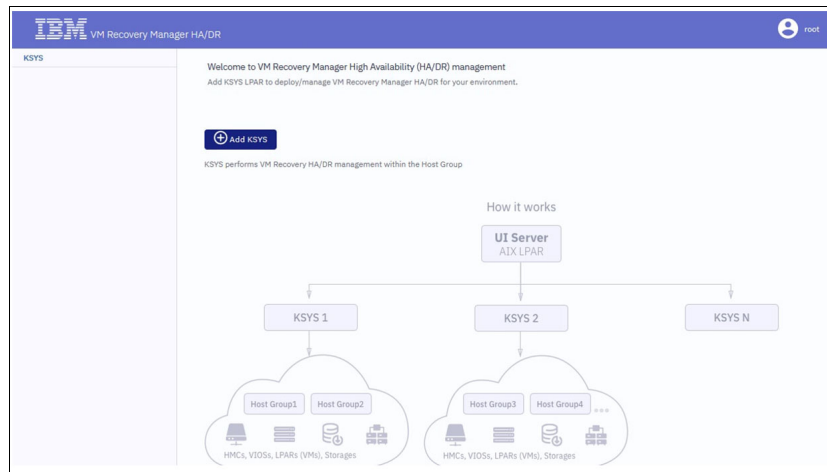 IBM VM Recovery Manager HA/DR
root
KSYS
Welcome to VM Recovery Manager High Availability (HA/DR) management
Add KSYS LPAR to deploy/manage VM Recovery Manager HA/DR for your environment.
Add KSYS
KSYS performs VM Recovery HA/DR management within the Host Group
How it works
UI Server
AIX LPAR
KSYS 1
KSYS 2
KSYS N
Host Group1
Host Group2
Host Group3
Host Group4
HMCs, VIOSs, LPARs (VMs), Storages
HMCs, VIOSs, LPARs (VMs), Storages